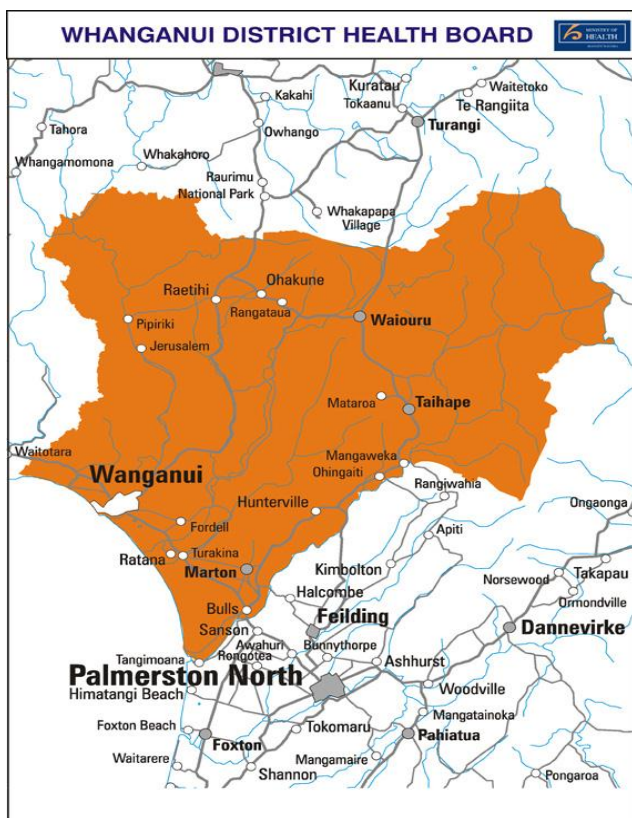 WHANGANUI DISTRICT HEALTH BOARD
MINISTRY OF
HEALTH
Kuratau
Waitetoko
Kakahi
Tokaanu
Te Rangiita
Tahora
Owhango
Turangi
Whangamomona
Whakahoro
Raurimu
National Park
Whakapapa
Village
Raetihi
Ohakune
Rangataua
Waiouru
Pipiriki
Jerusalem
Mataroa
Taihape
Waitotara
Wanganui
Mangaweka
Ohingaiti
Rangiwahia
Hunterville
Ongaonga
Fordell
Apiti
Ratana
Turakina
Marton
Kimbolton
Norsewood
Takapau
Halcombe
Ormondville
Bulls
Feilding
Dannevirke
Sanson
Awahuri
Bunnythorpe
Tangimoana
Rongotea
Ashhurst
Palmerston North
Himatangi Beach
Woodville
Mangatainoka
Foxton Beach
Tokomaru
Foxton
Pahiatua
Waitarere
Mangamaire
Shannon
Pongaroa